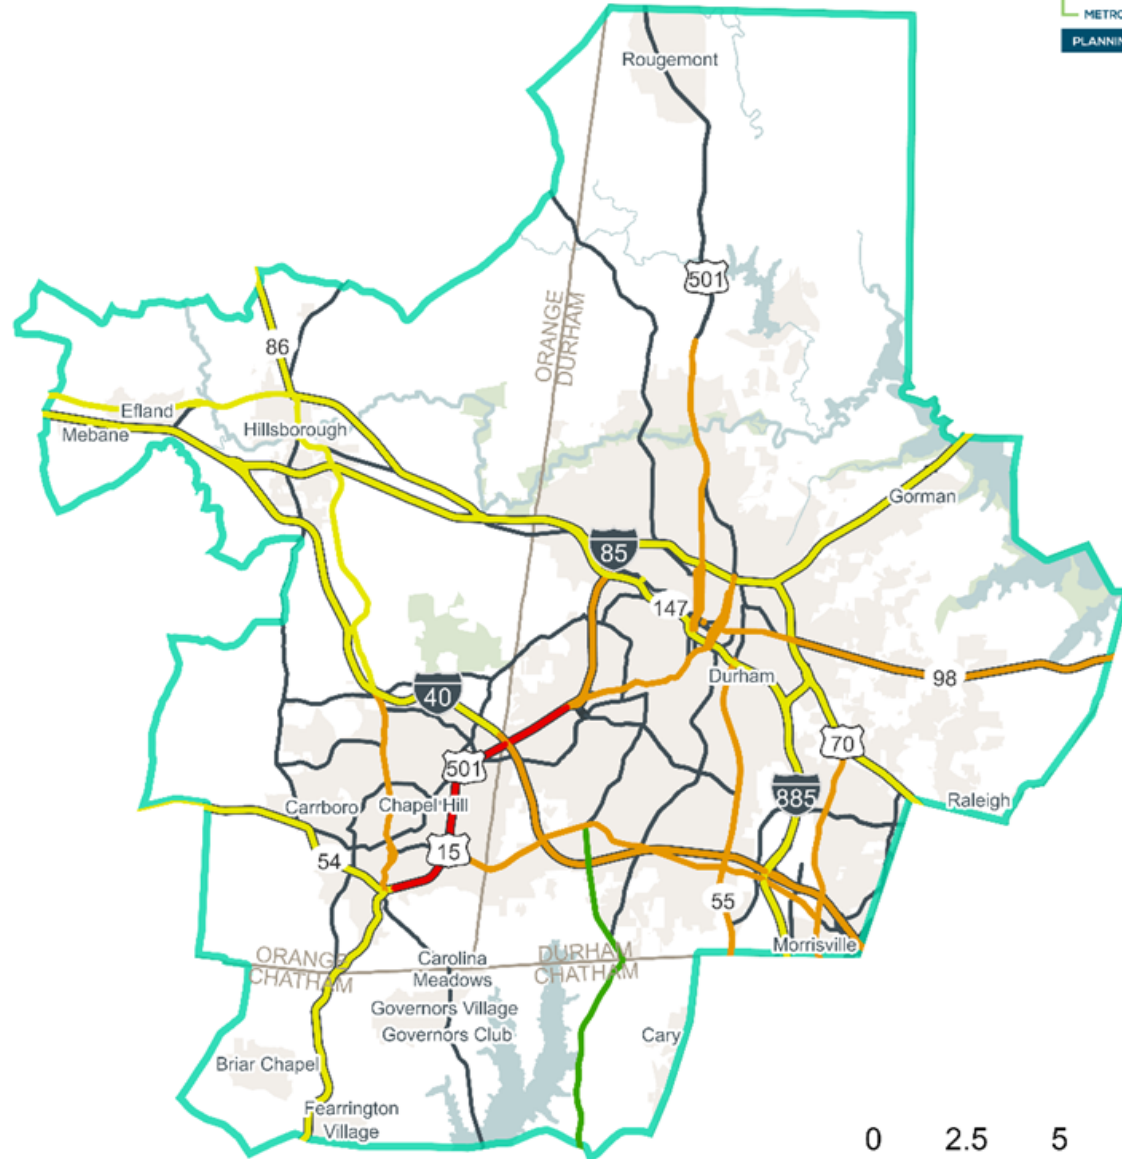 METRO
PLANNIN
Rougemont
501
ORANGE
DURHAM
86
Efland
Mebane
Hillsborough
Gorman
85
147
98
Durham
40
70
501
885
Raleigh
Carrboro
Chapel Hill
15
54
55
Morrisville
ORANGE
CHATHAM
DURHAM
CHATHAM
Carolina
Meadows
Governors Village
Governors Club
Cary
Briar Chapel
Fearrington
Village
0 2.5 5